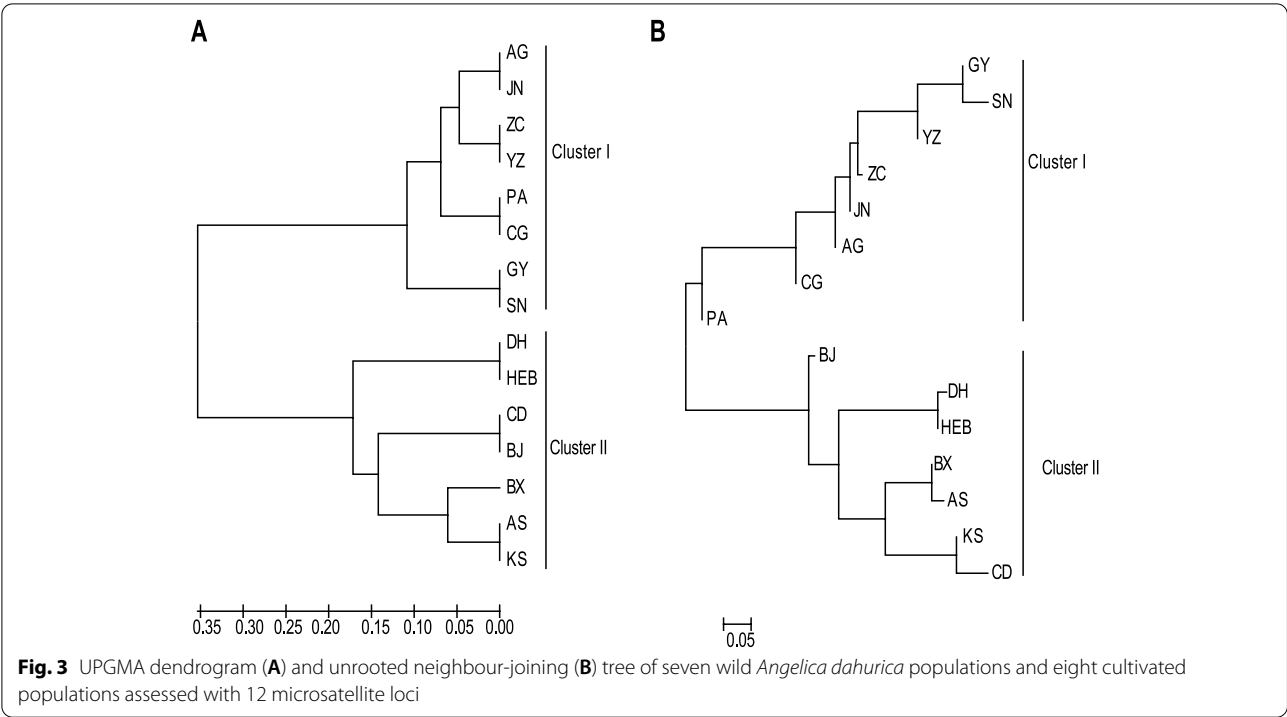 A
AG
JN
ZC
YZ
PA
CG
GY
SN
Cluster I
DH
HEB
CD
BJ
BX
AS
KS
Cluster II
0.35 0.30 0.25 0.20 0.15 0.10 0.05 0.00
B
GY
SN
YZ
ZC
JN
AG
CG
PA
Cluster I
BJ
DH
HEB
BX
AS
KS
CD
Cluster II
0.05
Fig. 3 UPGMA dendrogram (A) and unrooted neighbour-joining (B) tree of seven wild Angelica dahurica populations and eight cultivated
populations assessed with 12 microsatellite loci